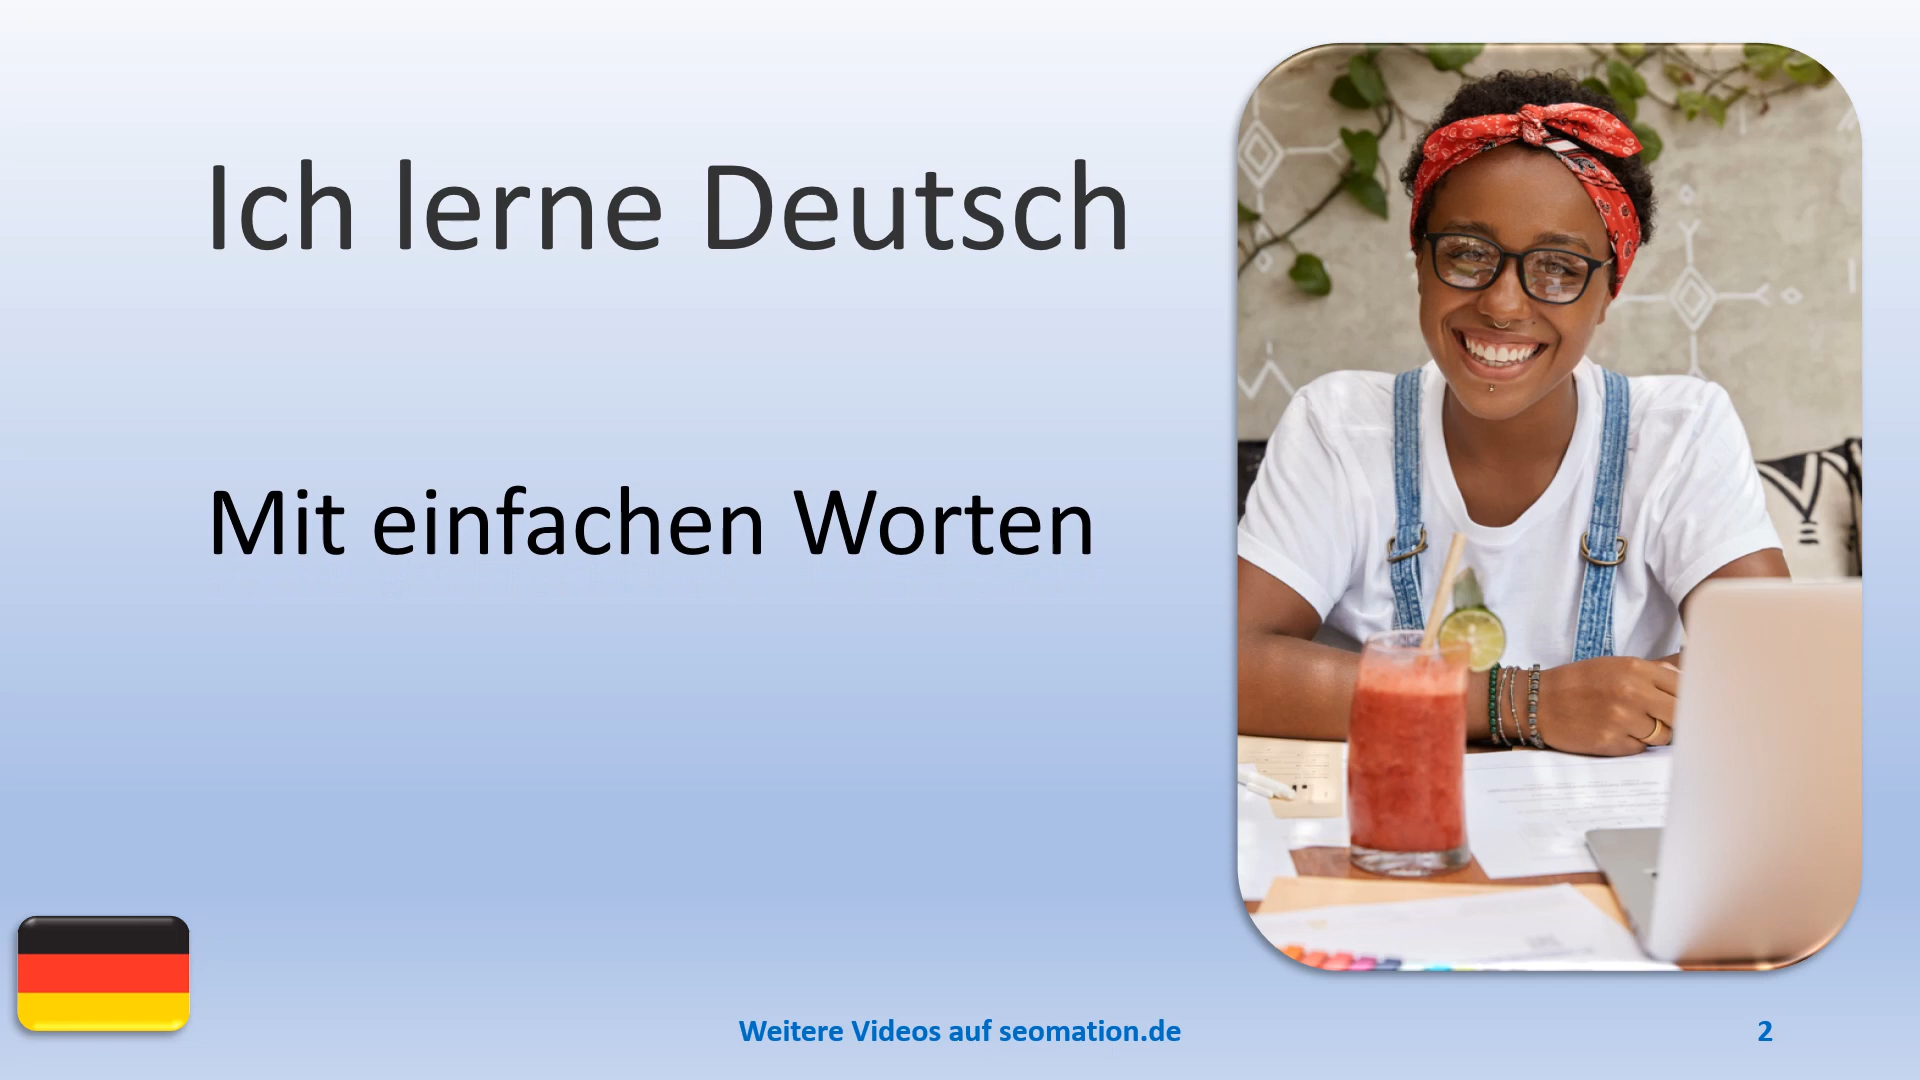 Ich lerne Deutsch
Mit einfachen Worten
Weitere Videos auf seomation.de
2